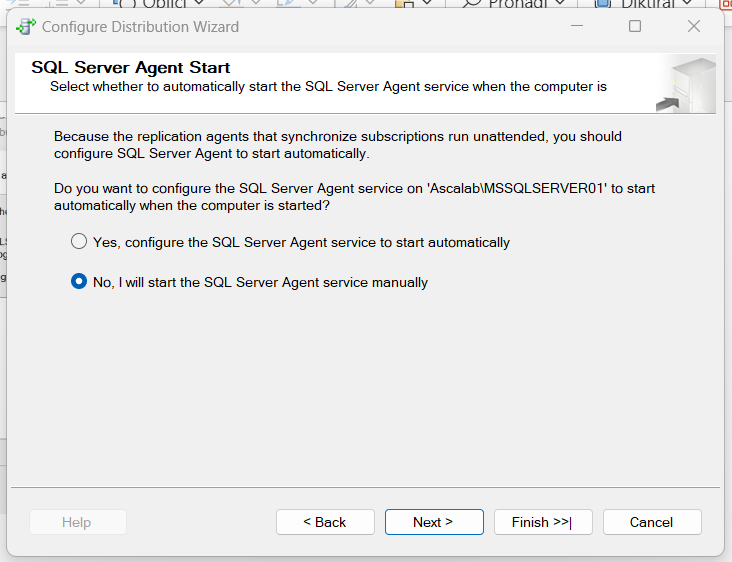 Oblici
Pronađi
Diktiraj
Configure Distribution Wizard
SQL Server Agent Start
Select whether to automatically start the SQL Server Agent service when the computer is
Because the replication agents that synchronize subscriptions run unattended, you should
configure SQL Server Agent to start automatically.
Do you want to configure the SQL Server Agent service on 'Ascalab\MSSQLSERVER01' to start
automatically when the computer is started?
Yes, configure the SQL Server Agent service to start automatically
No, I will start the SQL Server Agent service manually
Help
< Back
Next >
Finish >>|
Cancel